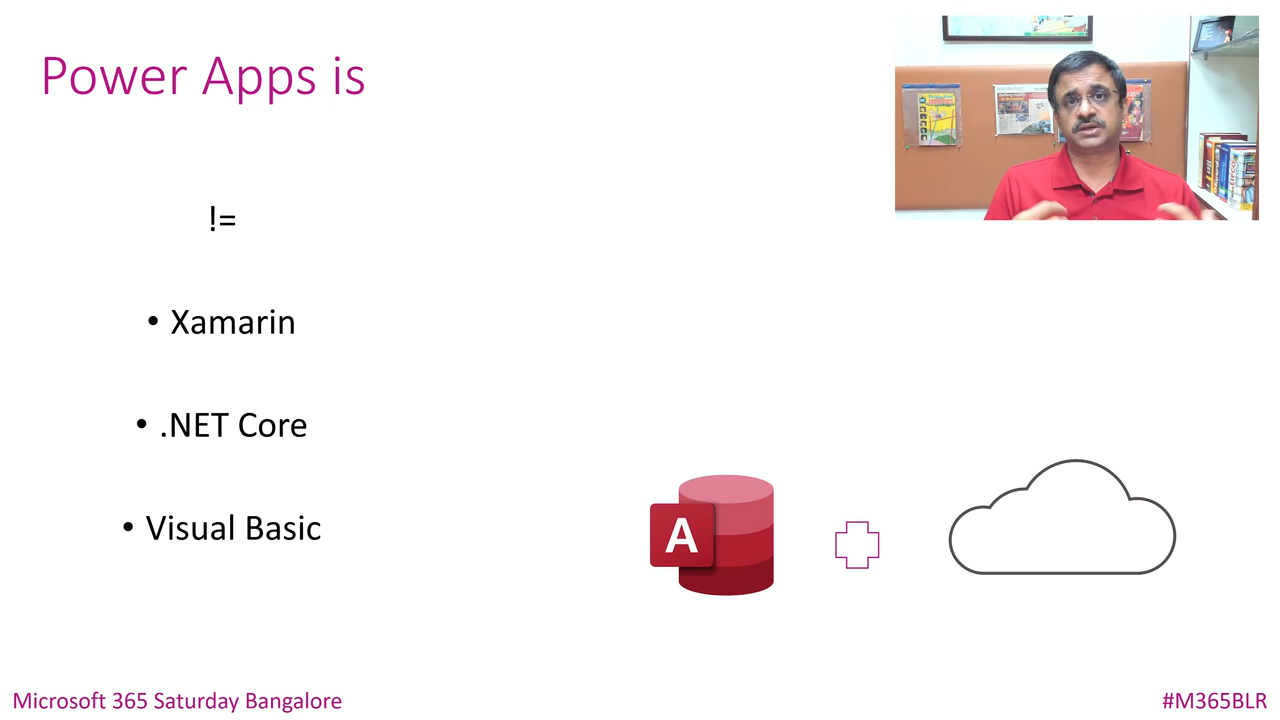 Power Apps is
!=
• Xamarin
• .NET Core
• Visual Basic
A
Microsoft 365 Saturday Bangalore
#M365BLR